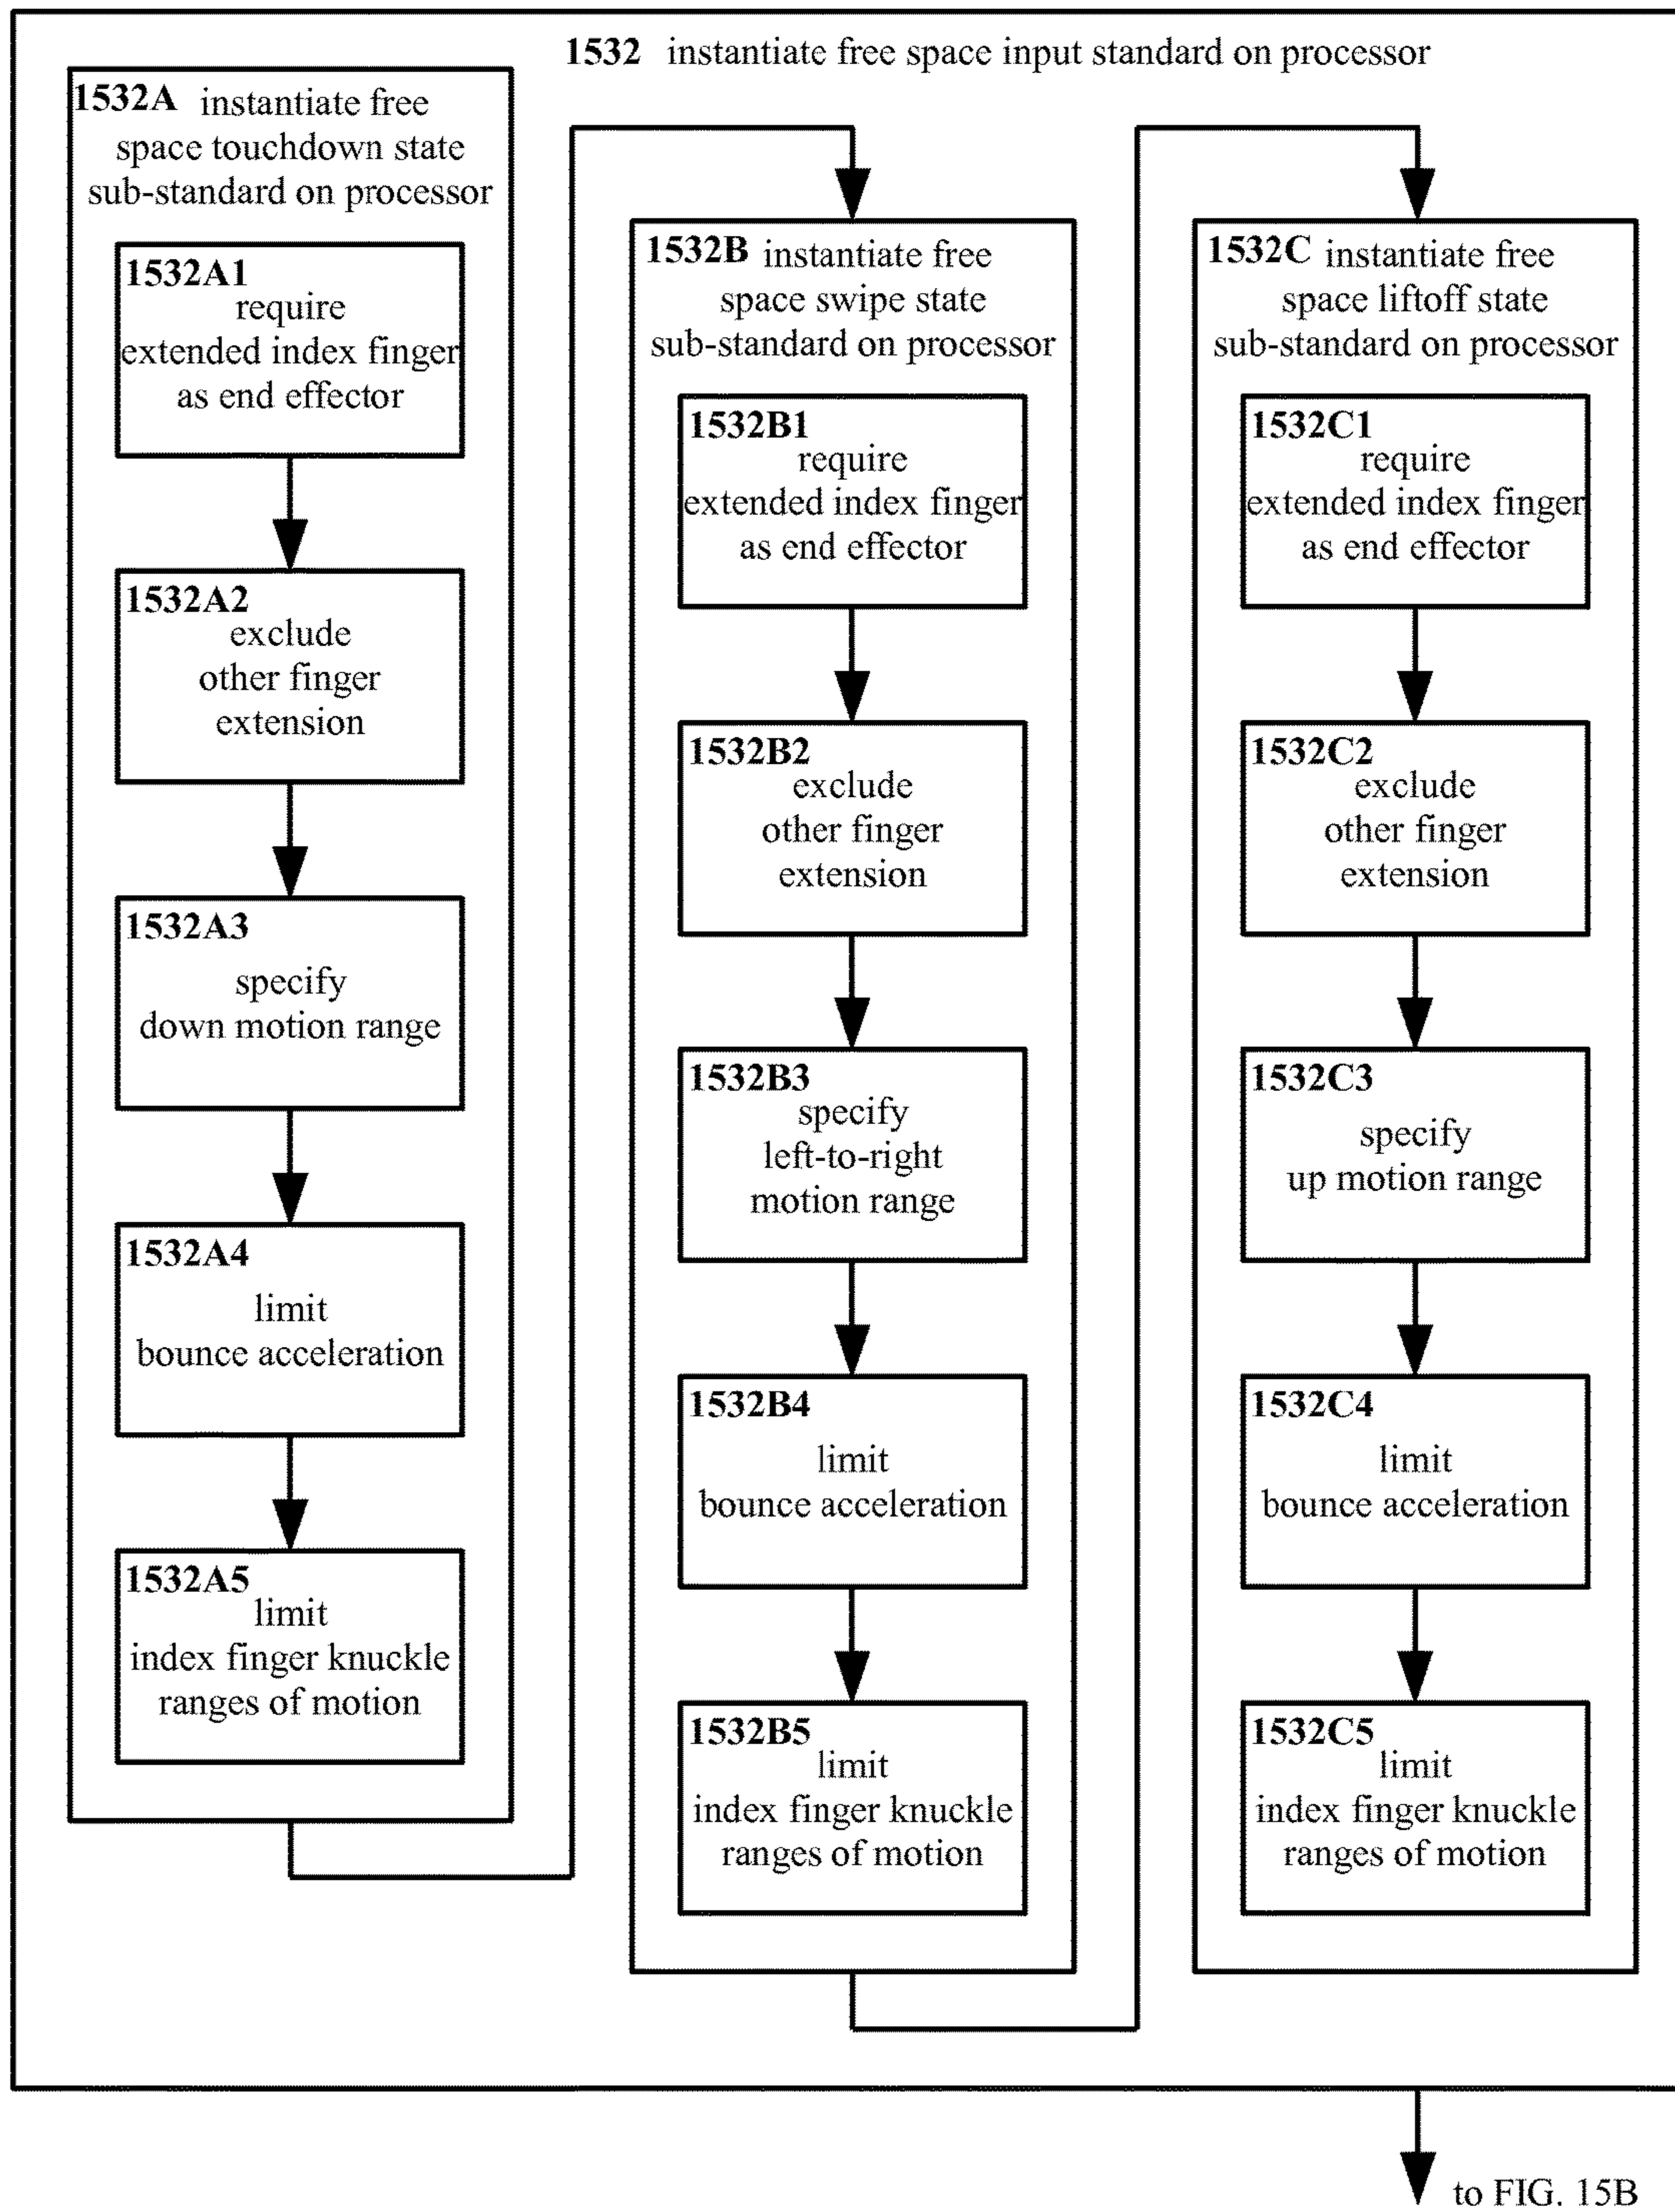 1532 instantiate free space input standard on processor
1532A instantiate free
space touchdown state
sub-standard on processor
1532A1
require
extended index finger
as end effector
1532A2
exclude
other finger
extension
1532A3
specify
down motion range
1532A4
limit
bounce acceleration
1532A5
limit
index finger knuckle
ranges of motion
1532B instantiate free
space swipe state
sub-standard on processor
1532B1
require
extended index finger
as end effector
1532B2
exclude
other finger
extension
1532B3
specify
left-to-right
motion range
1532B4
limit
bounce acceleration
1532B5
limit
index finger knuckle
ranges of motion
1532C instantiate free
space liftoff state
sub-standard on processor
1532C1
require
extended index finger
as end effector
1532C2
exclude
other finger
extension
1532C3
specify
up motion range
1532C4
limit
bounce acceleration
1532C5
limit
index finger knuckle
ranges of motion
to FIG. 15B